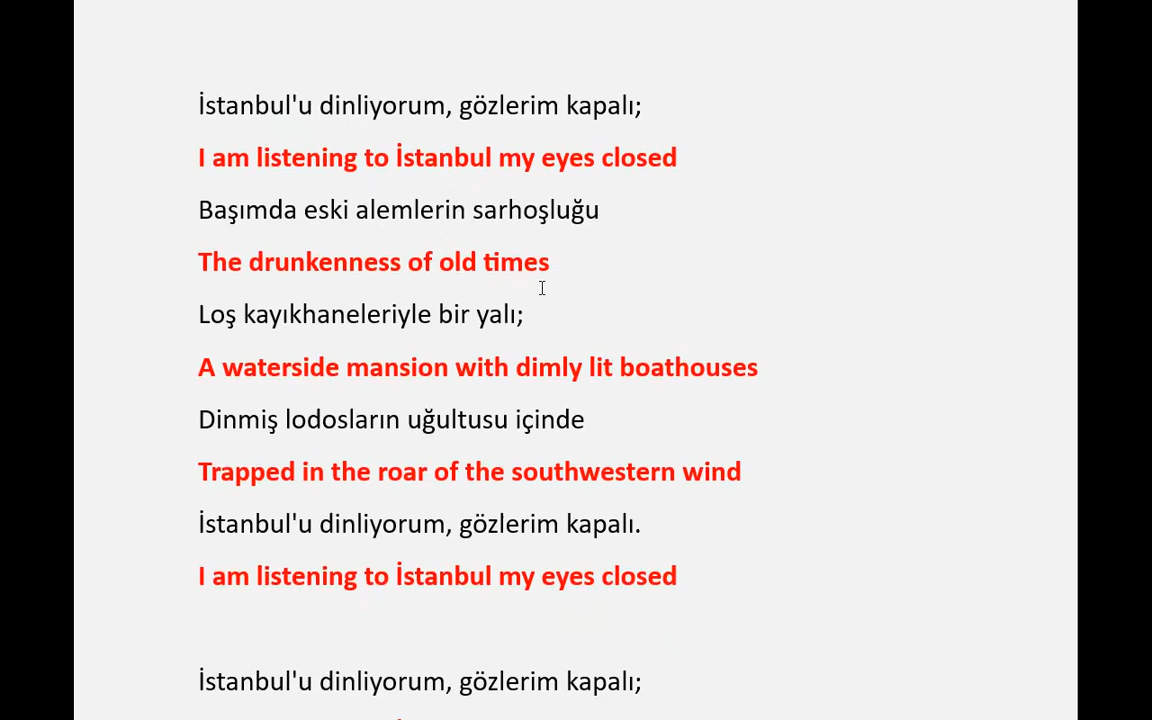 İstanbul'u dinliyorum, gözlerim kapalı;
I am listening to İstanbul my eyes closed
Başımda eski alemlerin sarhoşluğu
The drunkenness of old times
Loş kayıkhaneleriyle bir yalı;
A waterside mansion with dimly lit boathouses
Dinmiş lodosların uğultusu içinde
Trapped in the roar of the southwestern wind
İstanbul'u dinliyorum, gözlerim kapalı.
I am listening to İstanbul my eyes closed
İstanbul'u dinliyorum, gözlerim kapalı;